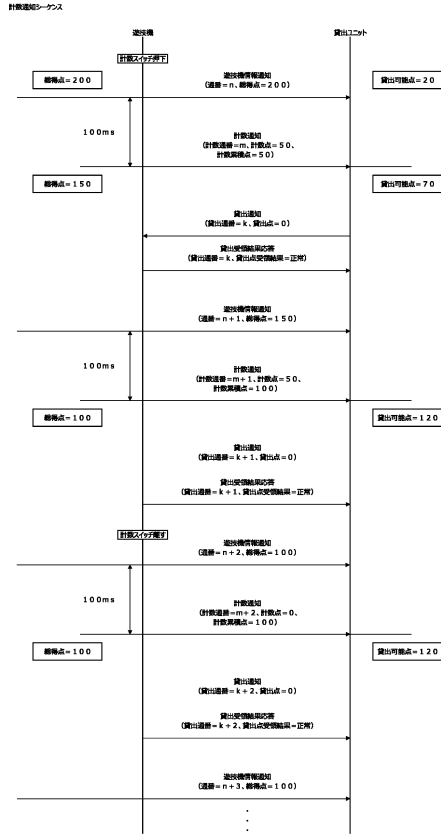 計数通知シーケンス
遊技機
貸出ユニット
計数スイッチ押下
総得点=200
遊技機情報通知
(通番=n、総得点=200)
貸出可能点=20
100ms
計数通知
(計数通番=m、計数点=50、
計数累積点=50)
総得点=150
貸出可能点=70
貸出通知
(貸出通番=k、貸出点=0)
貸出受領結果応答
(貸出通番=k、貸出点受領結果=正常)
遊技機情報通知
(通番=n+1、総得点=150)
100ms
計数通知
(計数通番=m+1、計数点=50、
計数累積点=100)
総得点=100
貸出可能点=120
貸出通知
(貸出通番=k+1、貸出点=0)
貸出受領結果応答
(貸出通番=k+1、貸出点受領結果=正常)
計数スイッチ離す
遊技機情報通知
(通番=n+2、総得点=100)
100ms
計数通知
(計数通番=m+2、計数点=0、
計数累積点=100)
総得点=100
貸出可能点=120
貸出通知
(貸出通番=k+2、貸出点=0)
貸出受領結果応答
(貸出通番=k+2、貸出点受領結果=正常)
遊技機情報通知
(通番=n+3、総得点=100)
・
・
・